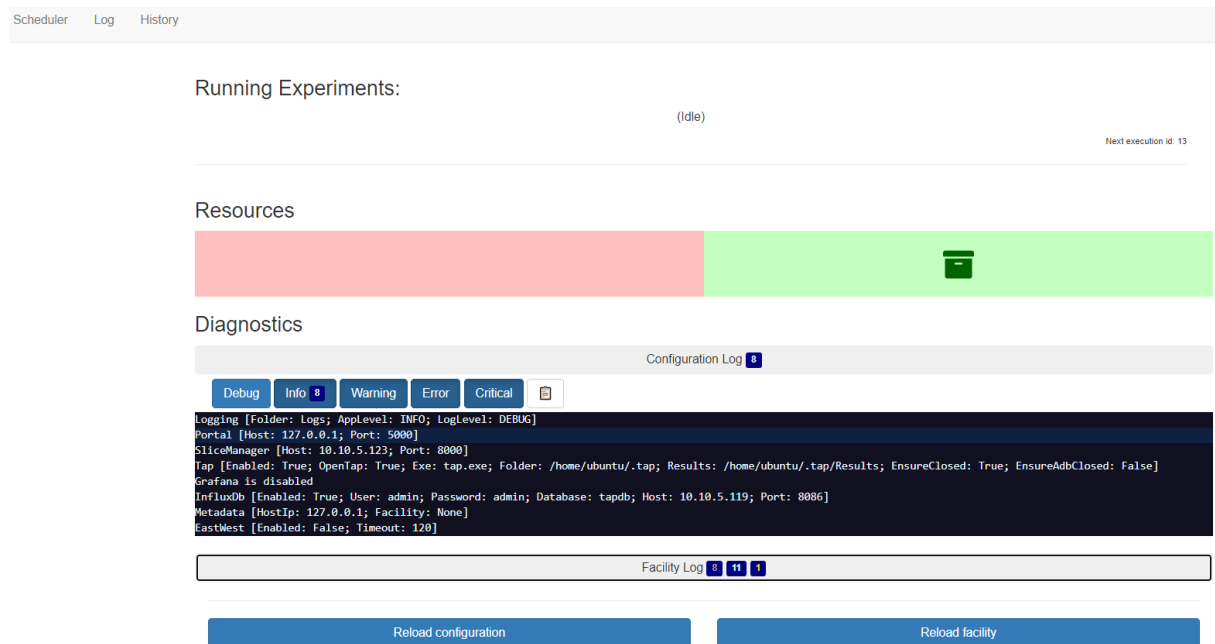 Scheduler Log History
Running Experiments:
(Idle)
Next execution id: 13
Resources
Diagnostics
Configuration Log 8
Debug Info 8 Warning Error Critical
Logging [Folder: Logs; AppLevel: INFO; LogLevel: DEBUG]
Portal [Host: 127.0.0.1; Port: 5000]
SliceManager [Host: 10.10.5.123; Port: 8000]
Tap [Enabled: True; OpenTap: True; Exe: tap.exe; Folder: /home/ubuntu/.tap; Results: /home/ubuntu/.tap/Results; EnsureClosed: True; EnsureAdbClosed: False]
Grafana is disabled
InfluxDb [Enabled: True; User: admin; Password: admin; Database: tapdb; Host: 10.10.5.119; Port: 8086]
Metadata [HostIp: 127.0.0.1; Facility: None]
EastWest [Enabled: False; Timeout: 120]
Facility Log 8 11 1
Reload configuration Reload facility